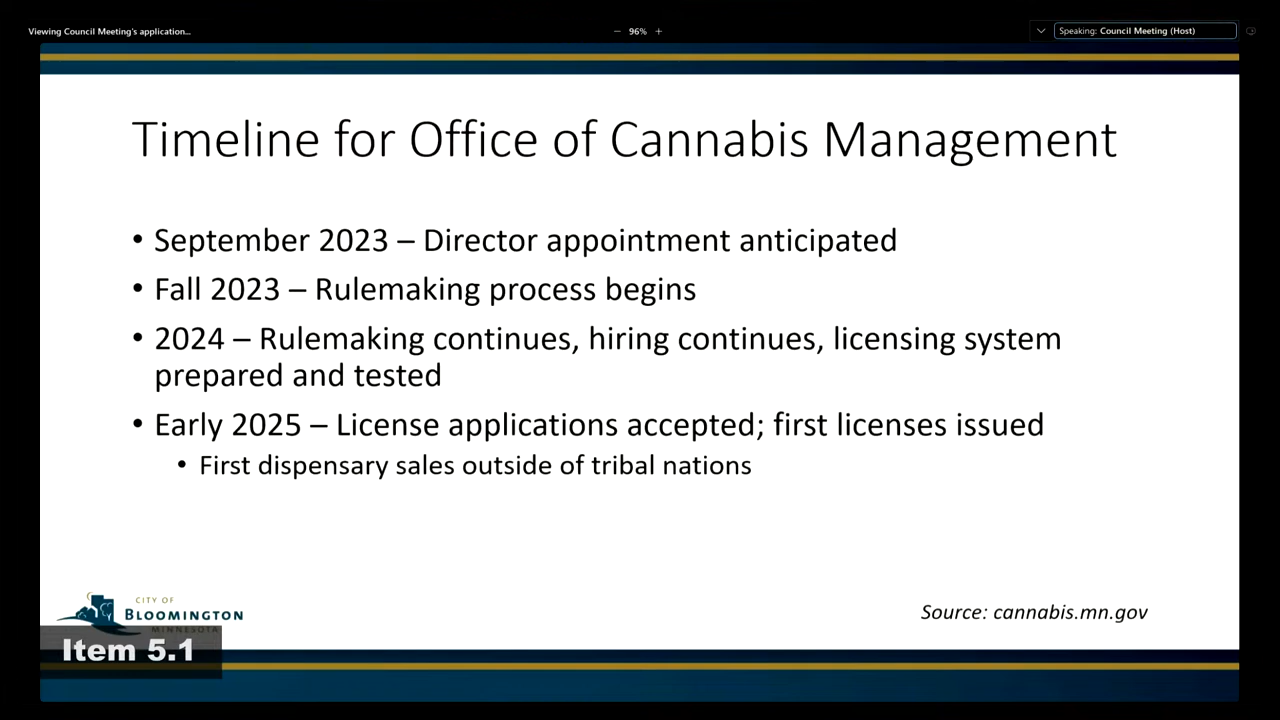 Viewing Council Meeting's application...
− 96% +
Speaking: Council Meeting (Host)
Timeline for Office of Cannabis Management
• September 2023 – Director appointment anticipated
• Fall 2023 – Rulemaking process begins
• 2024 – Rulemaking continues, hiring continues, licensing system
prepared and tested
• Early 2025 – License applications accepted; first licenses issued
• First dispensary sales outside of tribal nations
CITY OF
BLOOMINGTON
MINNESOTA
Source: cannabis.mn.gov
Item 5.1